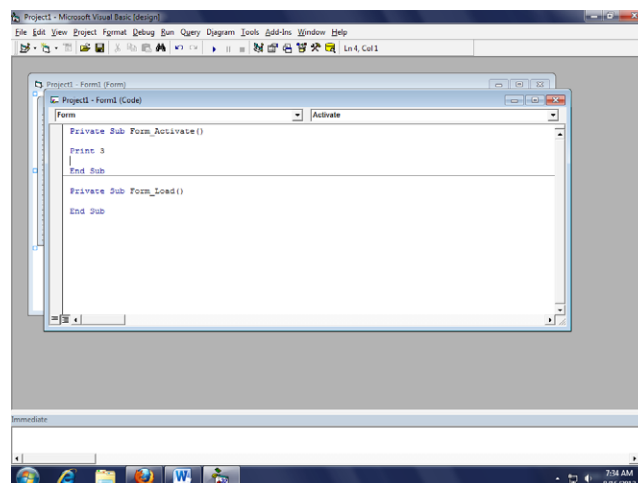 Project1 - Microsoft Visual Basic [design]
File Edit View Project Format Debug Run Query Diagram Tools Add-Ins Window Help
Ln 4, Col 1
Project1 - Form1 (Form)
Project1 - Form1 (Code)
Form Activate
Private Sub Form_Activate()
Print 3
End Sub
Private Sub Form_Load()
End Sub
Immediate
7:34 AM